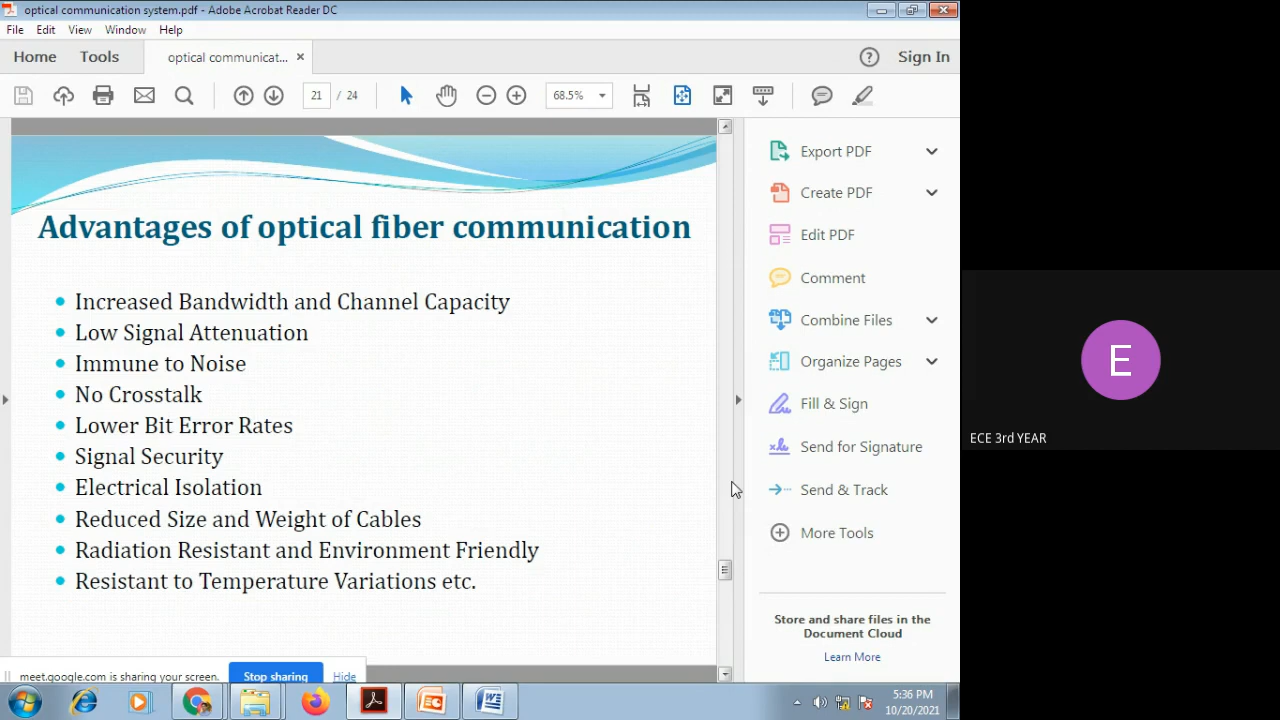 optical communication system.pdf - Adobe Acrobat Reader DC
File Edit View Window Help
Home Tools optical communicat... × Sign In
21 / 24 68.5%
Advantages of optical fiber communication
Increased Bandwidth and Channel Capacity
Low Signal Attenuation
Immune to Noise
No Crosstalk
Lower Bit Error Rates
Signal Security
Electrical Isolation
Reduced Size and Weight of Cables
Radiation Resistant and Environment Friendly
Resistant to Temperature Variations etc.
Export PDF
Create PDF
Edit PDF
Comment
Combine Files
Organize Pages
Fill & Sign
Send for Signature
Send & Track
More Tools
Store and share files in the
Document Cloud
Learn More
meet.google.com is sharing your screen. Stop sharing Hide
5:36 PM
10/20/2021
E
ECE 3rd YEAR